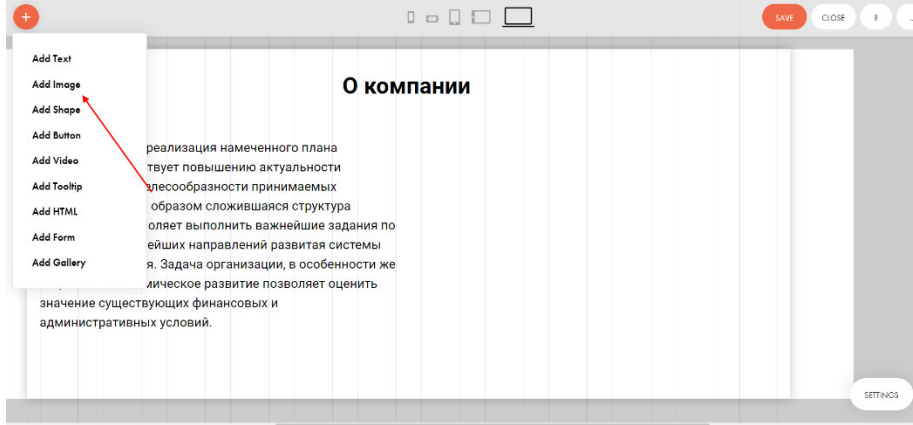 +
SAVE
CLOSE
?
...
Add Text
Add Image
Add Shape
Add Button
Add Video
Add Tooltip
Add HTML
Add Form
Add Gallery
О компании
реализация намеченного плана
твует повышению актуальности
лесообразности принимаемых
образом сложившаяся структура
оляет выполнить важнейшие задания по
ейших направлений развитая системы
я. Задача организации, в особенности же
мическое развитие позволяет оценить
значение существующих финансовых и
административных условий.
SETTINGS